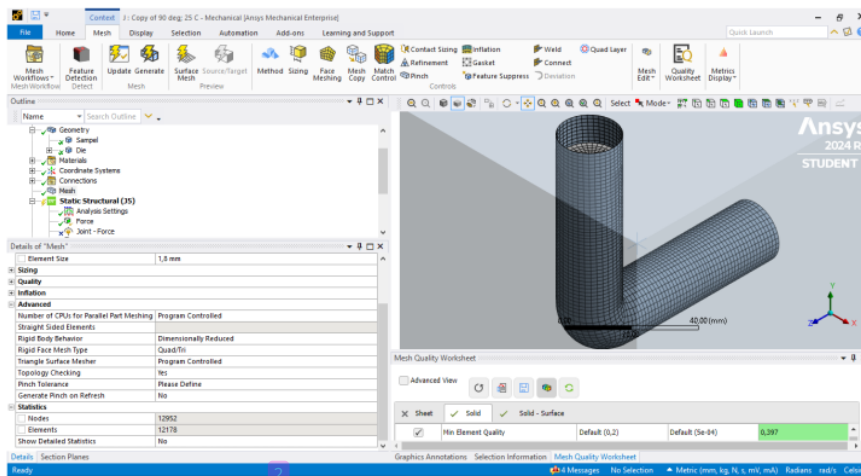 Context
J : Copy of 90 deg; 25 C - Mechanical [Ansys Mechanical Enterprise]
File
Home
Mesh
Display
Selection
Automation
Add-ons
Learning and Support
Quick Launch
Mesh Workflows
Feature Detection
Update
Generate
Surface Mesh
Source/Target
Method
Sizing
Face Meshing
Mesh Copy
Match Control
Contact Sizing
Refinement
Pinch
Inflation
Gasket
Feature Suppress
Weld
Connect
Deviation
Quad Layer
Mesh Edit
Quality Worksheet
Metrics Display
Mesh Workflow
Detect
Mesh
Preview
Controls
Outline
Name
Search Outline
Select
Mode
Geometry
Sampel
Die
Materials
Coordinate Systems
Connections
Mesh
Static Structural (J5)
Analysis Settings
Force
Joint - Force
Ansys
2024 R
STUDENT
Details of "Mesh"
Element Size 1,8 mm
Sizing
Quality
Inflation
Advanced
Number of CPUs for Parallel Part Meshing Program Controlled
Straight Sided Elements
Rigid Body Behavior Dimensionally Reduced
Rigid Face Mesh Type Quad/Tri
Triangle Surface Mesher Program Controlled
Topology Checking Yes
Pinch Tolerance Please Define
Generate Pinch on Refresh No
Statistics
Nodes 12952
Elements 12178
Show Detailed Statistics No
0,00
40,00 (mm)
Y
Z
X
Mesh Quality Worksheet
Advanced View
Sheet
Solid
Solid - Surface
Min Element Quality Default (0,2) Default (5e-04) 0,397
Details
Section Planes
Graphics Annotations
Selection Information
Mesh Quality Worksheet
Ready
2
4 Messages
No Selection
Metric (mm, kg, N, s, mV, mA)
Radians
rad/s
Celsi